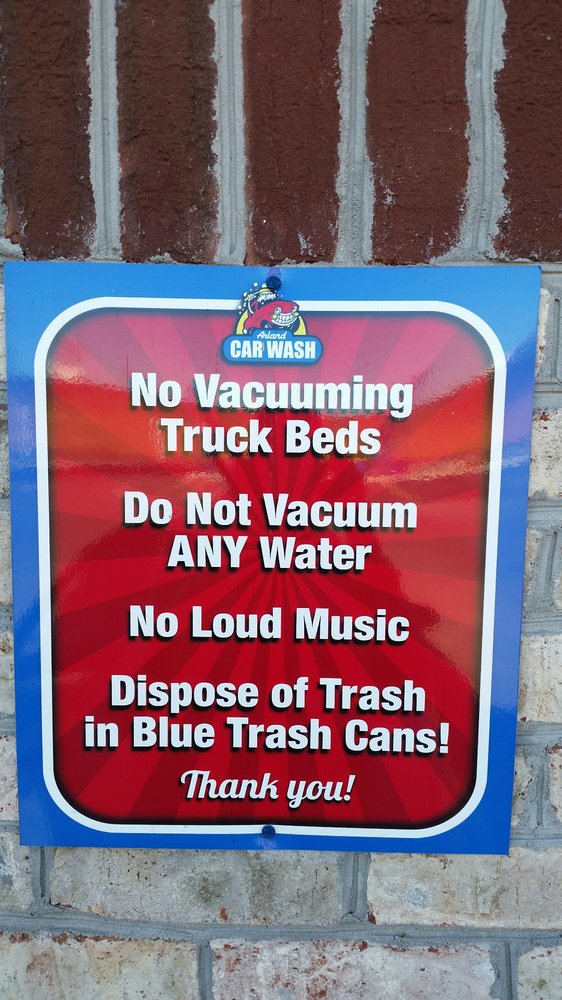 Arland
CAR WASH
No Vacuuming
Truck Beds
Do Not Vacuum
ANY Water
No Loud Music
Dispose of Trash
in Blue Trash Cans!
Thank you!